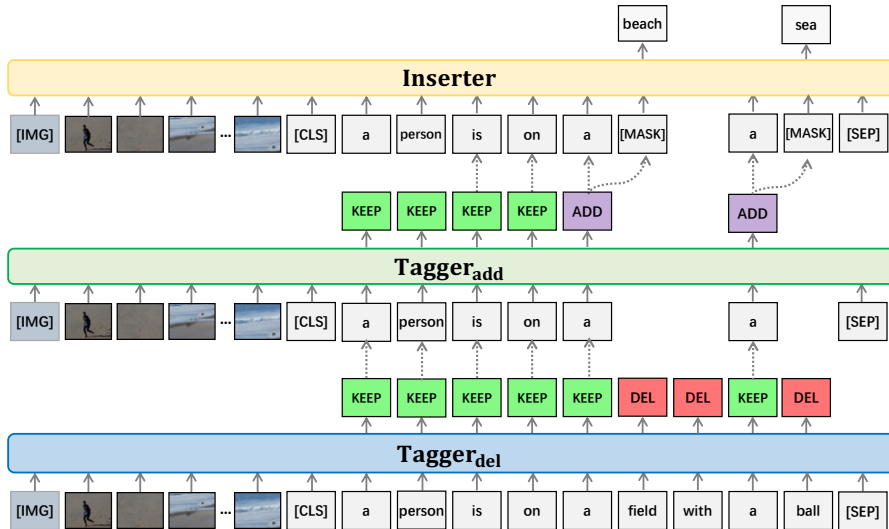 beach sea
Inserter
[IMG] ... [CLS] a person is on a [MASK] a [MASK] [SEP]
KEEP KEEP KEEP KEEP ADD ADD
Tagger_add
[IMG] ... [CLS] a person is on a a [SEP]
KEEP KEEP KEEP KEEP KEEP DEL DEL KEEP DEL
Tagger_del
[IMG] ... [CLS] a person is on a field with a ball [SEP]